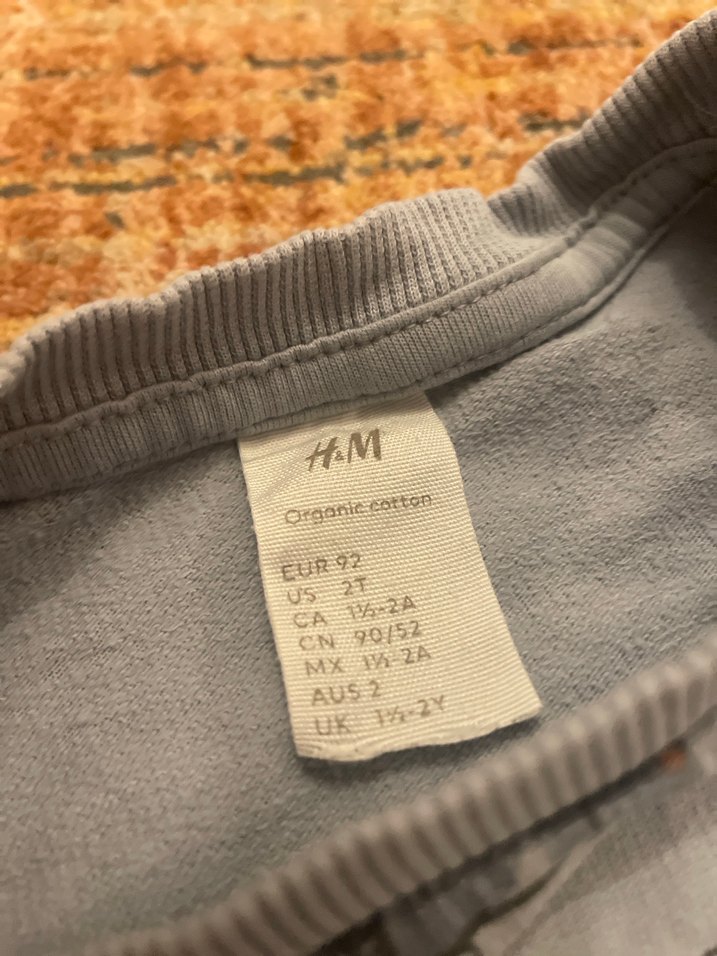 H&M
Organic cotton
EUR 92
US 2T
CA 1½-2A
CN 90/52
MX 1½-2A
AUS 2
UK 1½-2Y